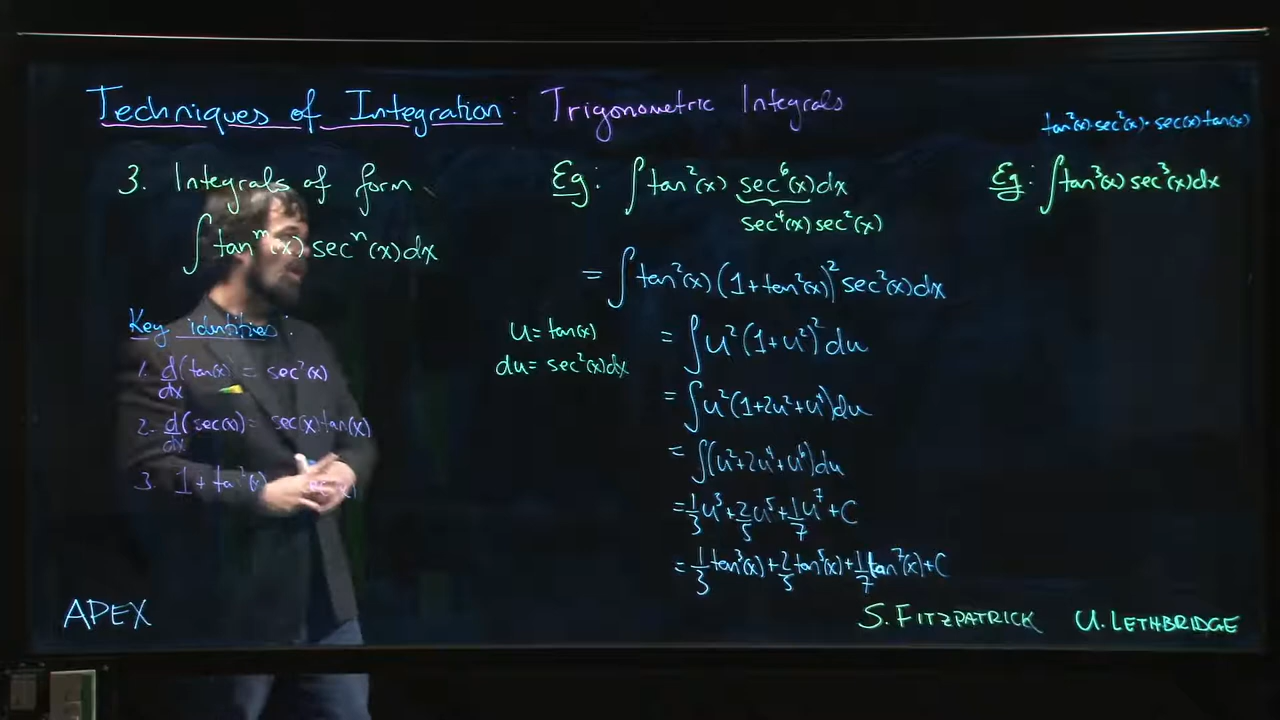 Techniques of Integration: Trigonometric Integrals
3. Integrals of form
∫tanᵐ(x) secⁿ(x)dx
Key identities:
1. d/dx (tan(x)) = sec²(x)
2. d/dx (sec(x)) = sec(x)tan(x)
3. 1 + tan²(x)
APEX
Eg: ∫tan²(x) sec⁶(x)dx
sec⁴(x) sec²(x)
= ∫tan²(x) (1+tan²(x))² sec²(x)dx
u = tan(x)
du = sec²(x)dx
= ∫u²(1+u²)² du
= ∫u²(1+2u²+u⁴)du
= ∫(u²+2u⁴+u⁶)du
= 1/3 u³ + 2/5 u⁵ + 1/7 u⁷ + C
= 1/3 tan³(x) + 2/5 tan⁵(x) + 1/7 tan⁷(x) + C
tan²(x)·sec²(x)·sec(x)tan(x)
Eg: ∫tan³(x) sec³(x)dx
S. FITZPATRICK U. LETHBRIDGE